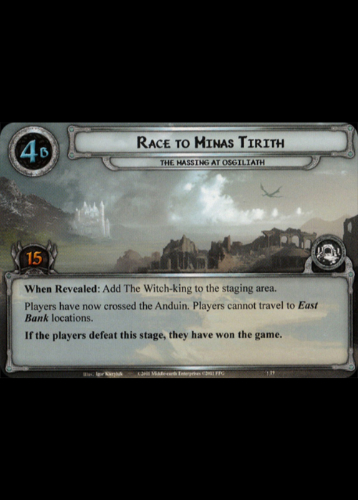 4B
Race to Minas Tirith
The Massing at Osgiliath
15
When Revealed: Add The Witch-king to the staging area.
Players have now crossed the Anduin. Players cannot travel to East
Bank locations.
If the players defeat this stage, they have won the game.